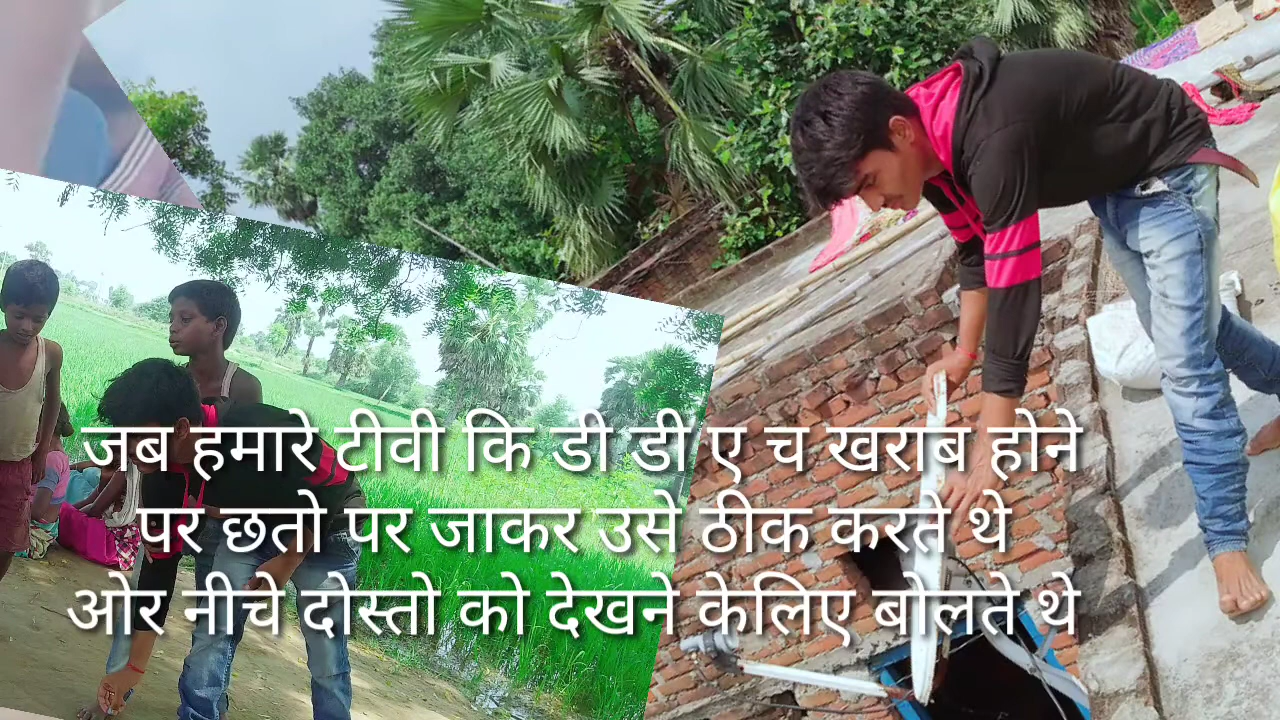 जब हमारे टीवी कि डी डी ए च खराब होने
पर छतो पर जाकर उसे ठीक करते थे
ओर नीचे दोस्तो को देखने केलिए बोलते थे